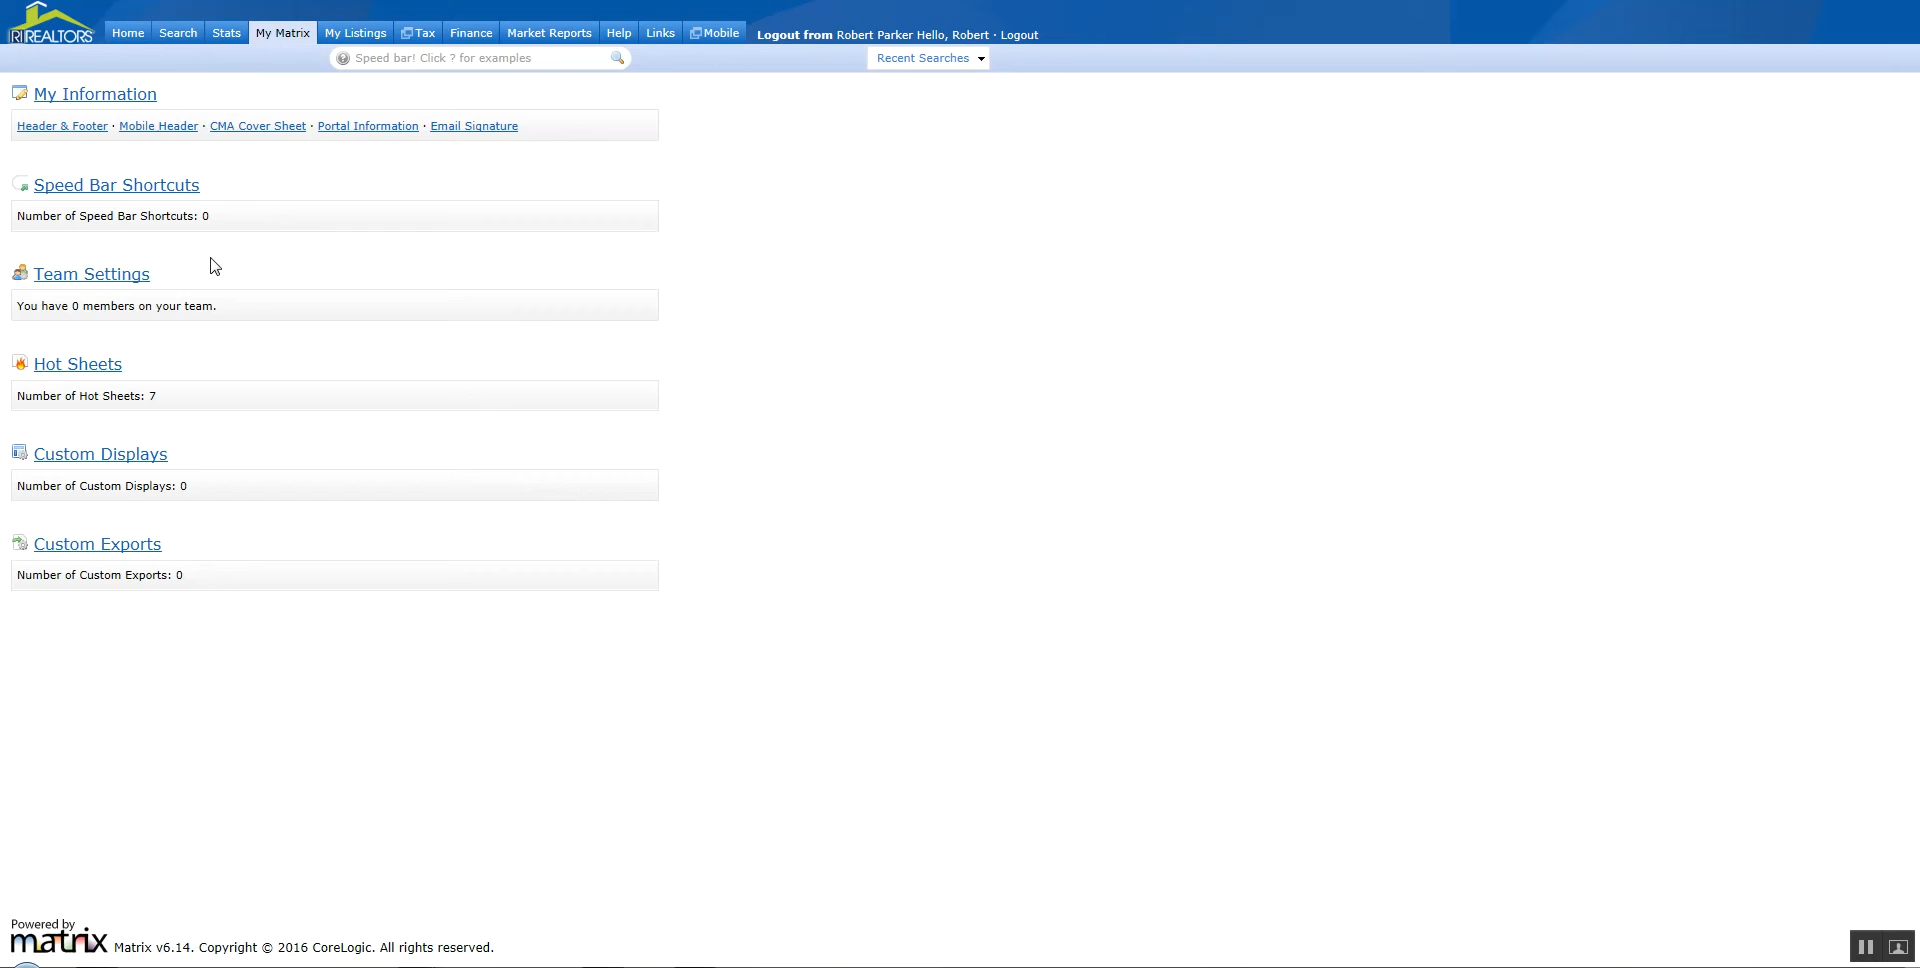 RIREALTORS
Home Search Stats My Matrix My Listings Tax Finance Market Reports Help Links Mobile Logout from Robert Parker Hello, Robert · Logout
Speed bar! Click ? for examples Recent Searches
My Information
Header & Footer · Mobile Header · CMA Cover Sheet · Portal Information · Email Signature
Speed Bar Shortcuts
Number of Speed Bar Shortcuts: 0
Team Settings
You have 0 members on your team.
Hot Sheets
Number of Hot Sheets: 7
Custom Displays
Number of Custom Displays: 0
Custom Exports
Number of Custom Exports: 0
Powered by
matrix Matrix v6.14. Copyright © 2016 CoreLogic. All rights reserved.